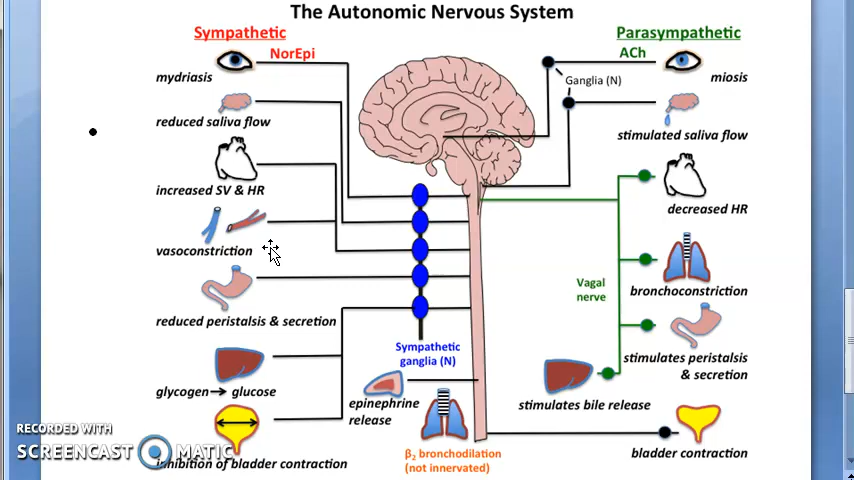 The Autonomic Nervous System
Sympathetic
NorEpi
mydriasis
reduced saliva flow
increased SV & HR
vasoconstriction
reduced peristalsis & secretion
glycogen → glucose
inhibition of bladder contraction
Sympathetic
ganglia (N)
epinephrine
release
β2 bronchodilation
(not innervated)
Parasympathetic
ACh
Ganglia (N)
miosis
stimulated saliva flow
decreased HR
Vagal
nerve
bronchoconstriction
stimulates peristalsis
& secretion
stimulates bile release
bladder contraction
RECORDED WITH
SCREENCAST MATIC